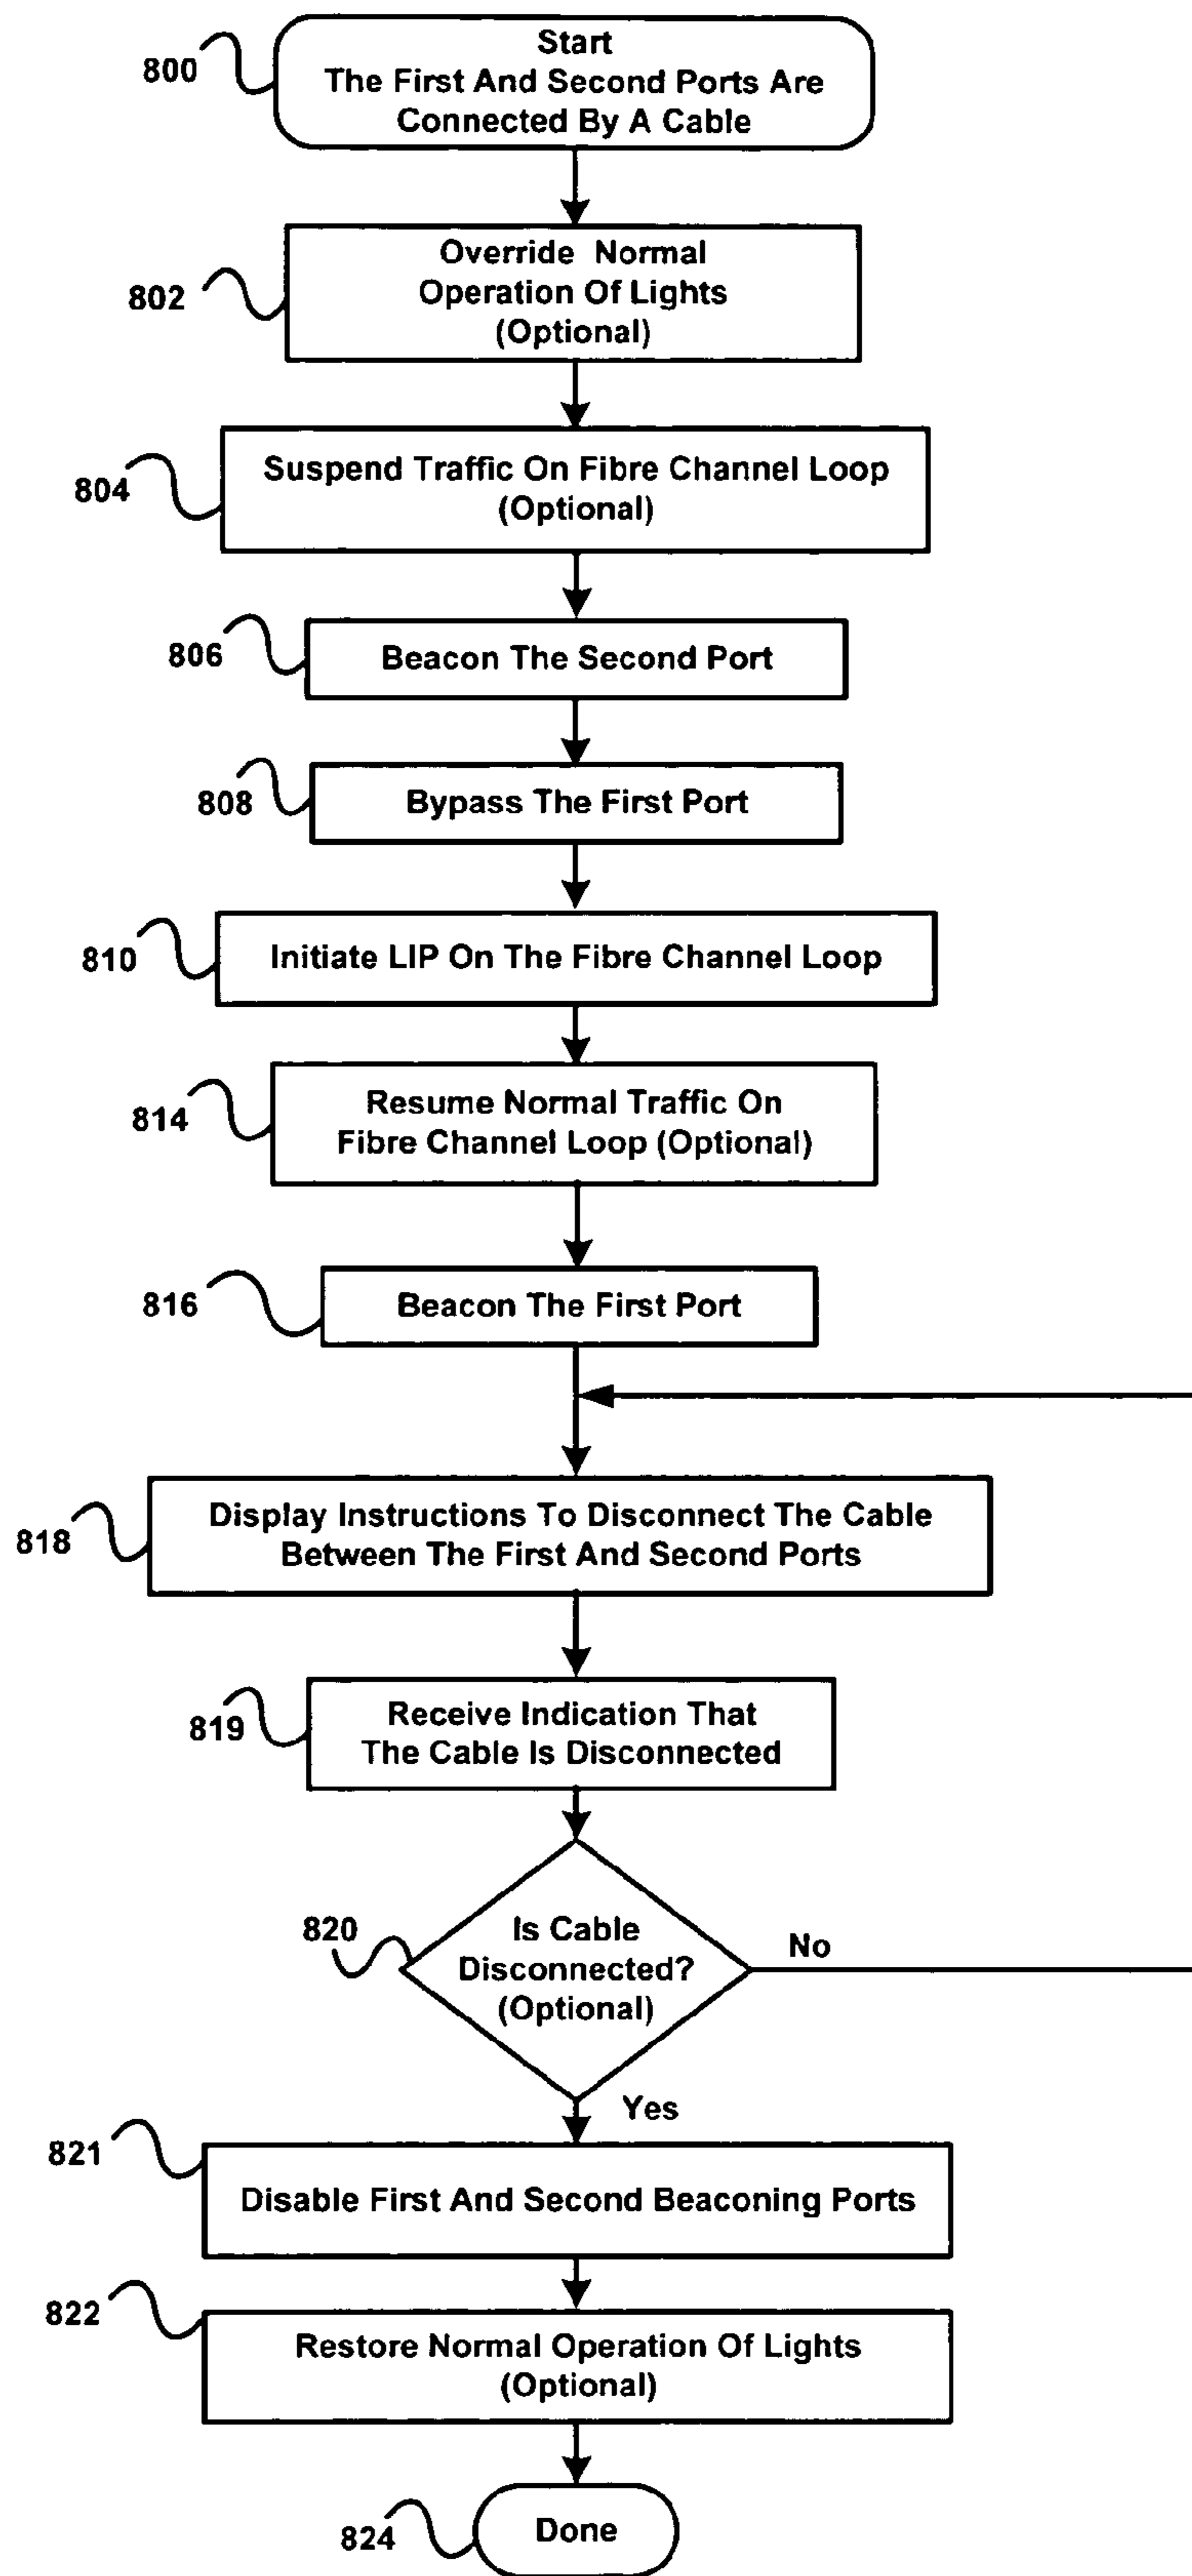 800
Start
The First And Second Ports Are
Connected By A Cable
802
Override Normal
Operation Of Lights
(Optional)
804
Suspend Traffic On Fibre Channel Loop
(Optional)
806
Beacon The Second Port
808
Bypass The First Port
810
Initiate LIP On The Fibre Channel Loop
814
Resume Normal Traffic On
Fibre Channel Loop (Optional)
816
Beacon The First Port
818
Display Instructions To Disconnect The Cable
Between The First And Second Ports
819
Receive Indication That
The Cable Is Disconnected
820
Is Cable
Disconnected?
(Optional)
No
Yes
821
Disable First And Second Beaconing Ports
822
Restore Normal Operation Of Lights
(Optional)
824
Done